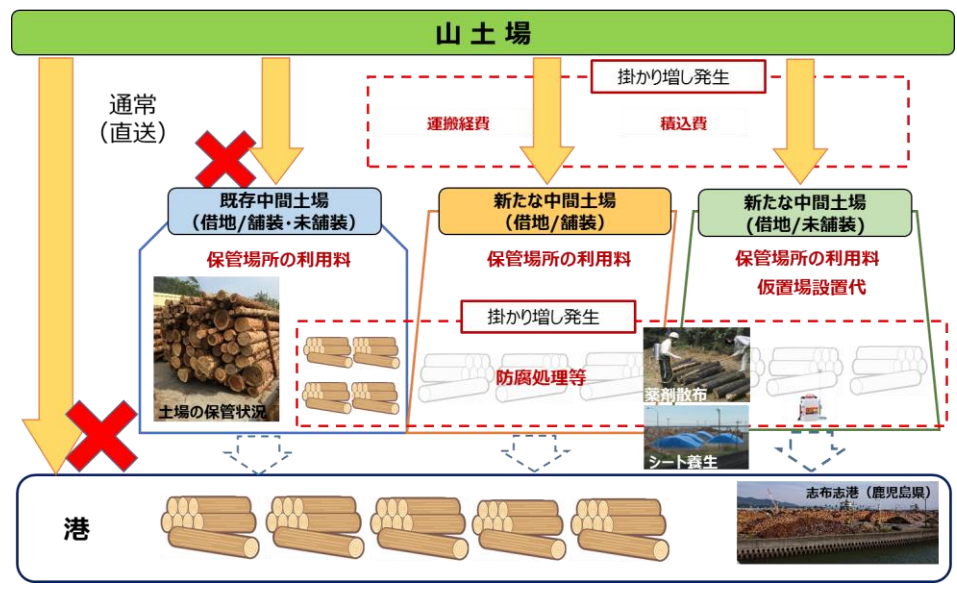 山土場
通常
（直送）
掛かり増し発生
運搬経費
積込費
既存中間土場
（借地/舗装・未舗装）
新たな中間土場
（借地/舗装）
新たな中間土場
(借地/未舗装)
保管場所の利用料
保管場所の利用料
保管場所の利用料
仮置場設置代
掛かり増し発生
防腐処理等
土場の保管状況
薬剤散布
シート養生
港
志布志港（鹿児島県）